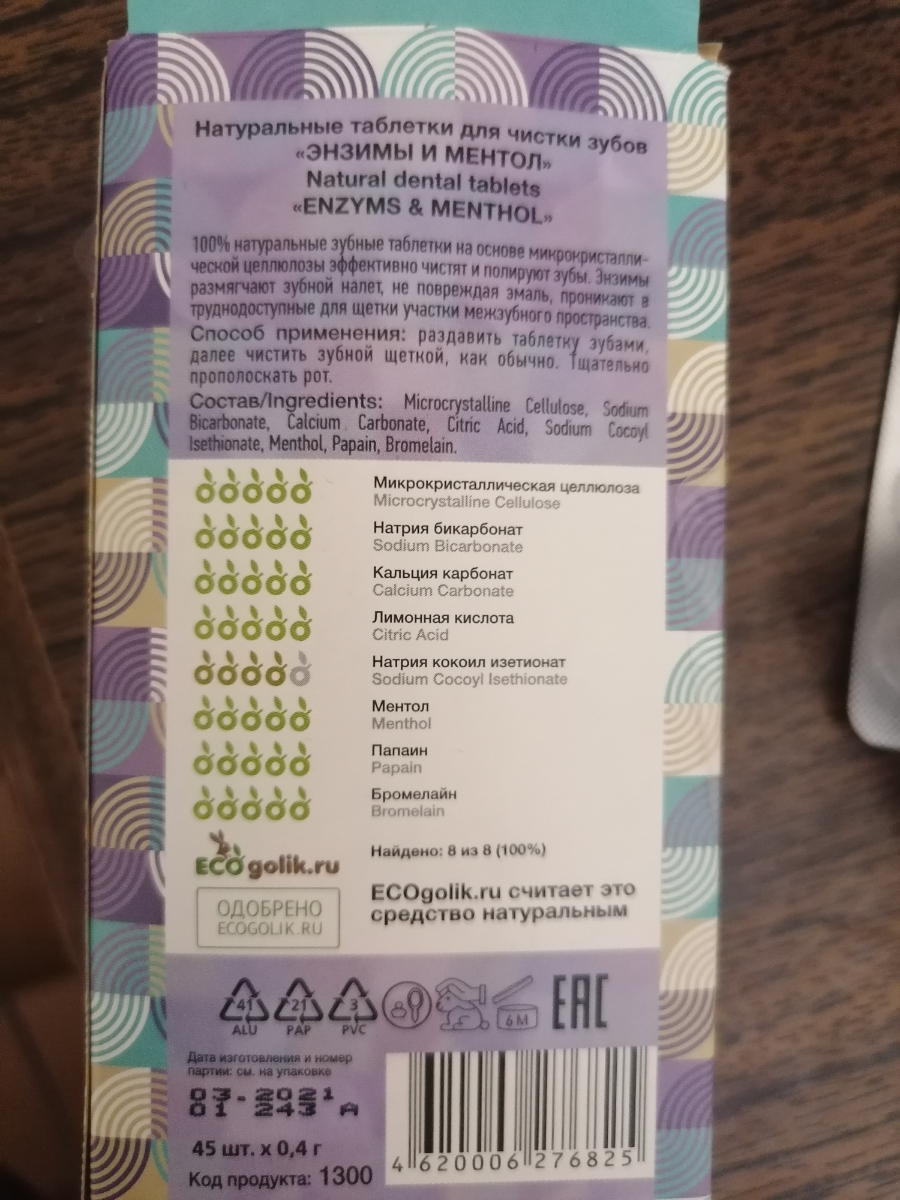 Натуральные таблетки для чистки зубов
«ЭНЗИМЫ И МЕНТОЛ»
Natural dental tablets
«ENZYMS & MENTHOL»
100% натуральные зубные таблетки на основе микрокристалли-
ческой целлюлозы эффективно чистят и полируют зубы. Энзимы
размягчают зубной налет, не повреждая эмаль, проникают в
труднодоступные для щетки участки межзубного пространства.
Способ применения: раздавить таблетку зубами,
далее чистить зубной щеткой, как обычно. Тщательно
прополоскать рот.
Состав/Ingredients: Microcrystalline Cellulose, Sodium
Bicarbonate, Calcium Carbonate, Citric Acid, Sodium Cocoyl
Isethionate, Menthol, Papain, Bromelain.
Микрокристаллическая целлюлоза
Microcrystalline Cellulose
Натрия бикарбонат
Sodium Bicarbonate
Кальция карбонат
Calcium Carbonate
Лимонная кислота
Citric Acid
Натрия кокоил изетионат
Sodium Cocoyl Isethionate
Ментол
Menthol
Папаин
Papain
Бромелайн
Bromelain
ECOgolik.ru
Найдено: 8 из 8 (100%)
ОДОБРЕНО
ECOGOLIK.RU
ECOgolik.ru считает это
средство натуральным
41 21 3
ALU PAP PVC
6 M
EAC
Дата изготовления и номер
партии: см. на упаковке
03-2021
01 243 A
45 шт. x 0,4 г
Код продукта: 1300
4 620006 276825